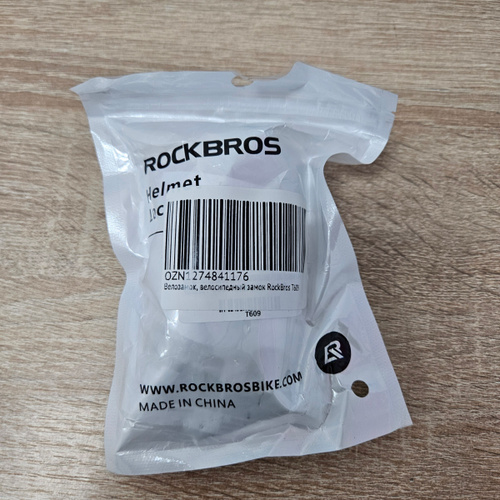 ROCKBROS
Helmet
OZN1274841176
Велозамок, велосипедный замок RockBros T609
T609
WWW.ROCKBROSBIKE.COM
MADE IN CHINA